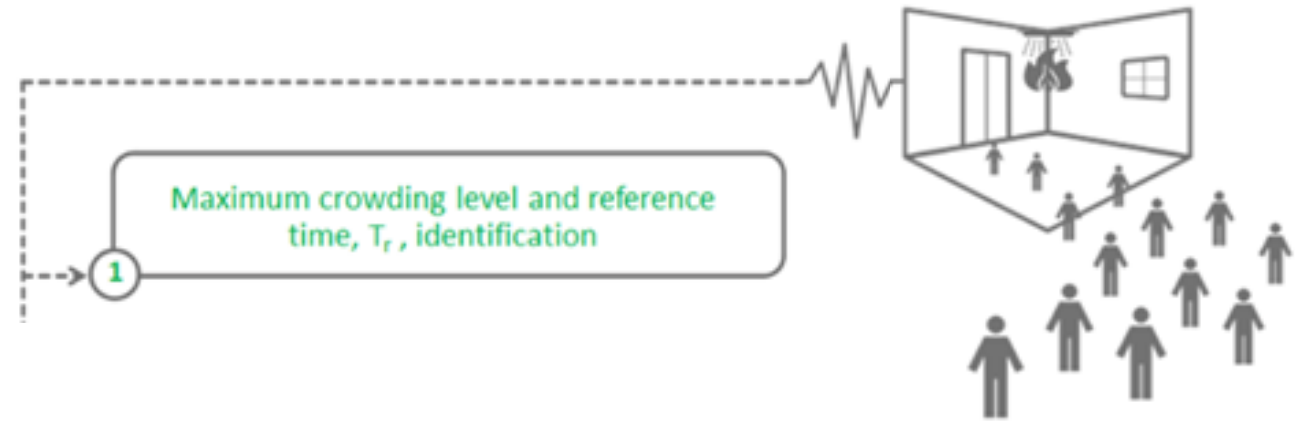 Maximum crowding level and reference
time, Tr , identification
1